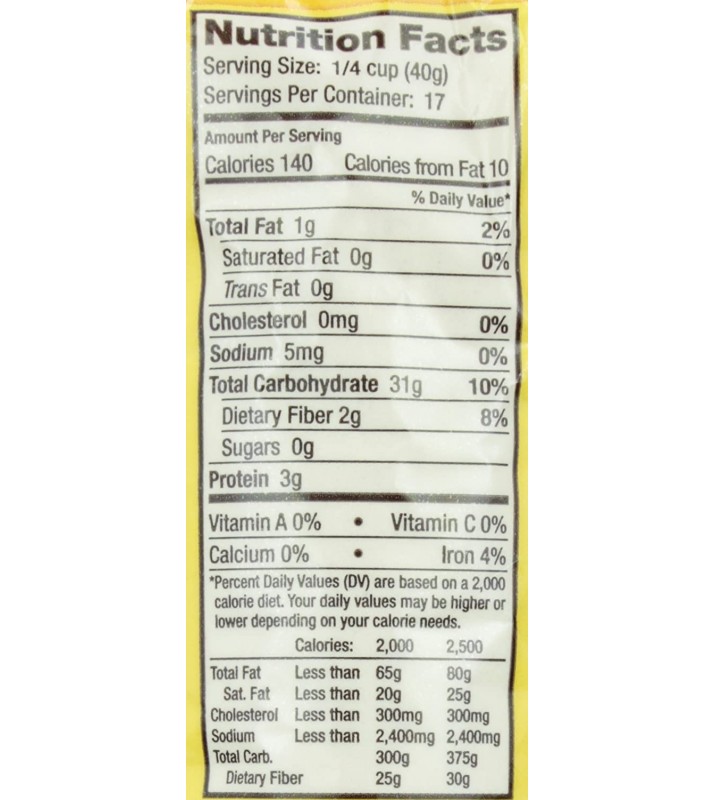 Nutrition Facts
Serving Size: 1/4 cup (40g)
Servings Per Container: 17
Amount Per Serving
Calories 140 Calories from Fat 10
% Daily Value*
Total Fat 1g 2%
Saturated Fat 0g 0%
Trans Fat 0g
Cholesterol 0mg 0%
Sodium 5mg 0%
Total Carbohydrate 31g 10%
Dietary Fiber 2g 8%
Sugars 0g
Protein 3g
Vitamin A 0% • Vitamin C 0%
Calcium 0% • Iron 4%
*Percent Daily Values (DV) are based on a 2,000
calorie diet. Your daily values may be higher or
lower depending on your calorie needs.
Calories: 2,000 2,500
Total Fat Less than 65g 80g
Sat. Fat Less than 20g 25g
Cholesterol Less than 300mg 300mg
Sodium Less than 2,400mg 2,400mg
Total Carb. 300g 375g
Dietary Fiber 25g 30g